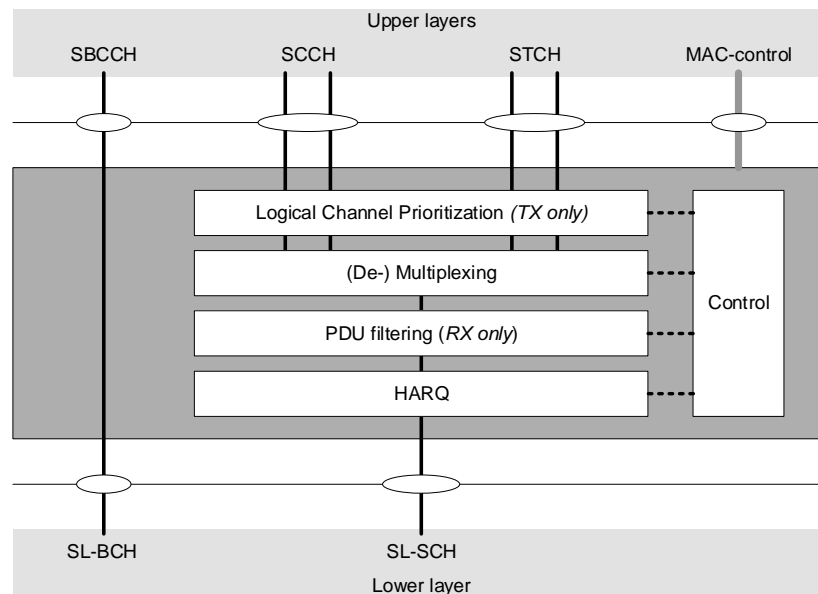 Upper layers
SBCCH
SCCH
STCH
MAC-control
Logical Channel Prioritization (TX only)
(De-) Multiplexing
Control
PDU filtering (RX only)
HARQ
SL-BCH
SL-SCH
Lower layer